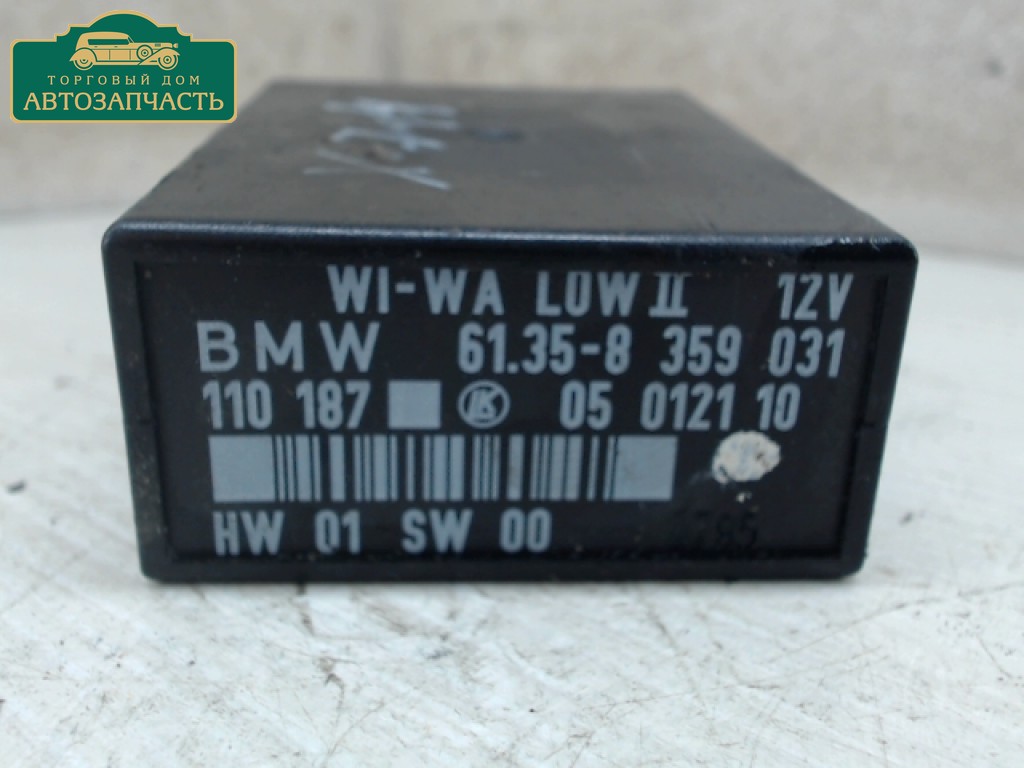 ТОРГОВЫЙ ДОМ
АВТОЗАПЧАСТЬ
WI-WA LOW II 12V
BMW 61.35-8 359 031
110 187 LK 05 0121 10
HW 01 SW 00